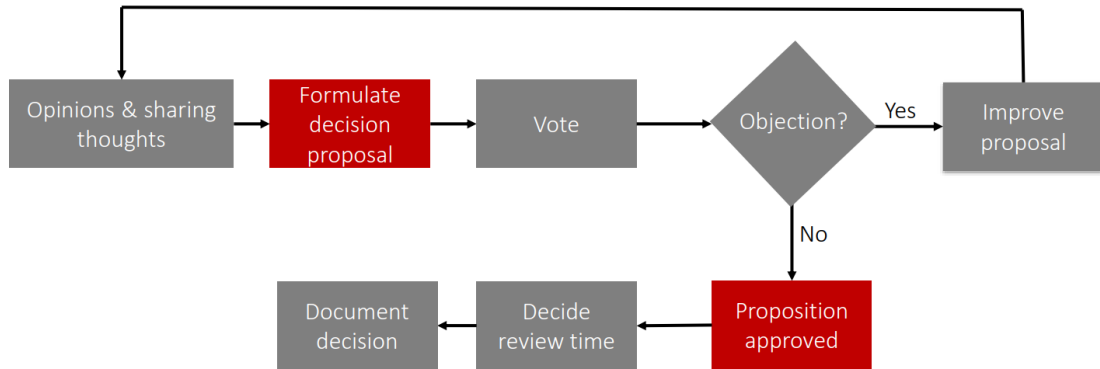 Opinions & sharing
thoughts
Formulate
decision
proposal
Vote
Objection?
Yes
Improve
proposal
No
Document
decision
Decide
review time
Proposition
approved